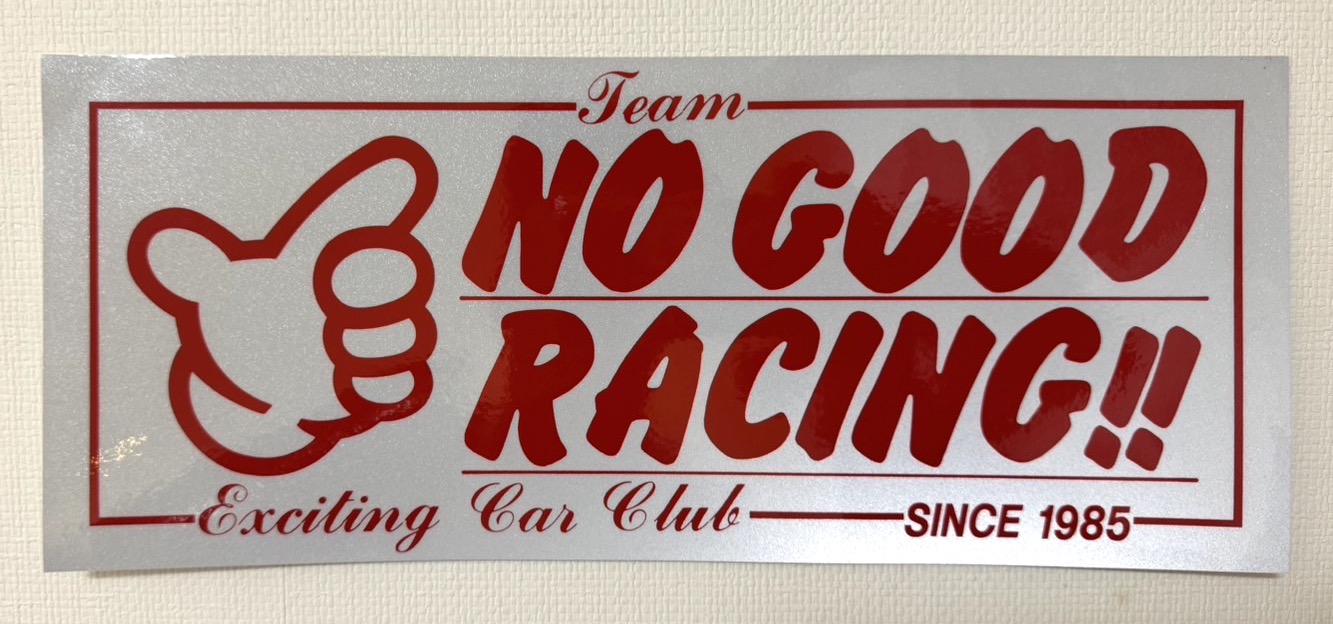 Team
NO GOOD
RACING!!
Exciting Car Club
SINCE 1985